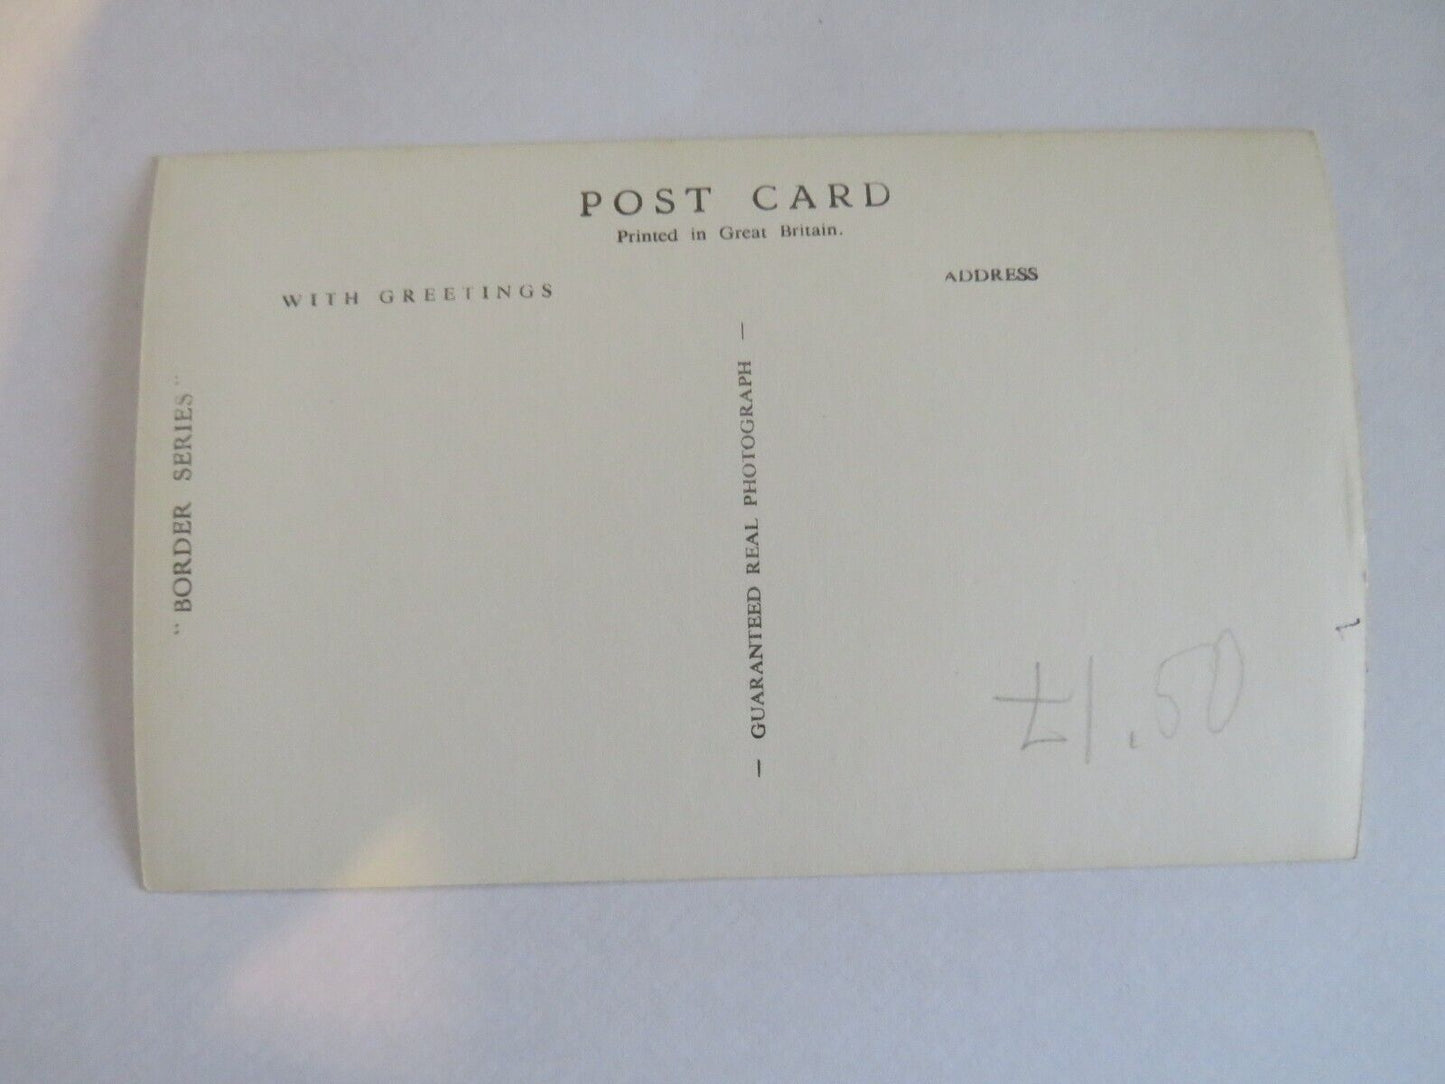 POST CARD
Printed in Great Britain.
WITH GREETINGS
ADDRESS
"BORDER SERIES"
— GUARANTEED REAL PHOTOGRAPH —
£1.50